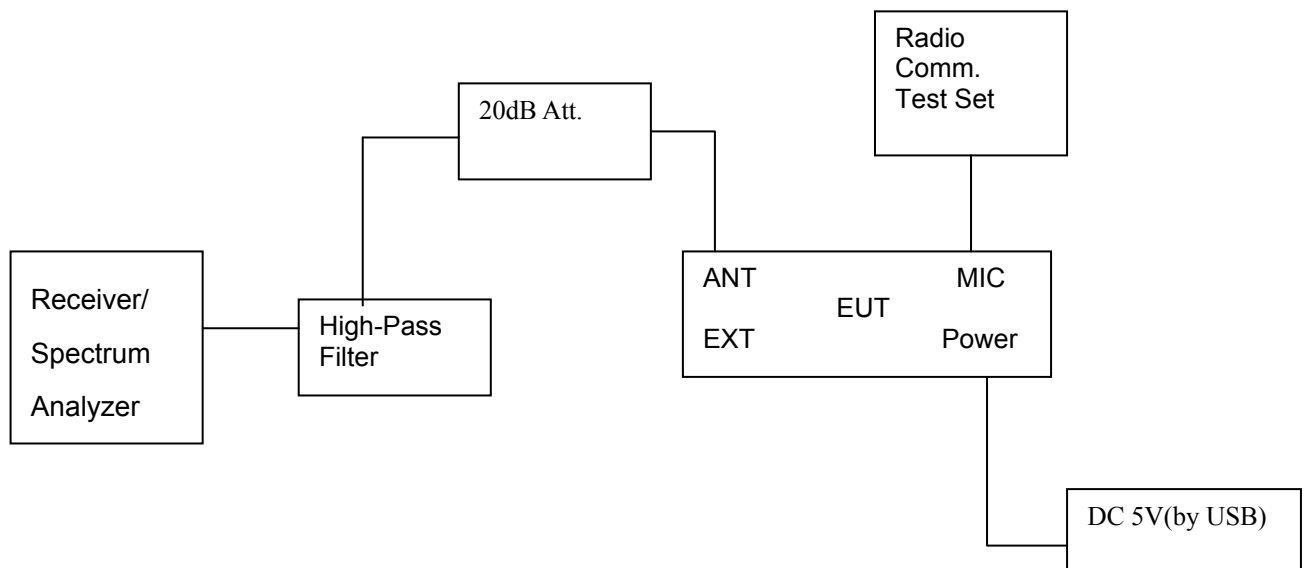 Radio
Comm.
Test Set
20dB Att.
Receiver/
Spectrum
Analyzer
High-Pass
Filter
ANT
MIC
EUT
EXT
Power
DC 5V(by USB)